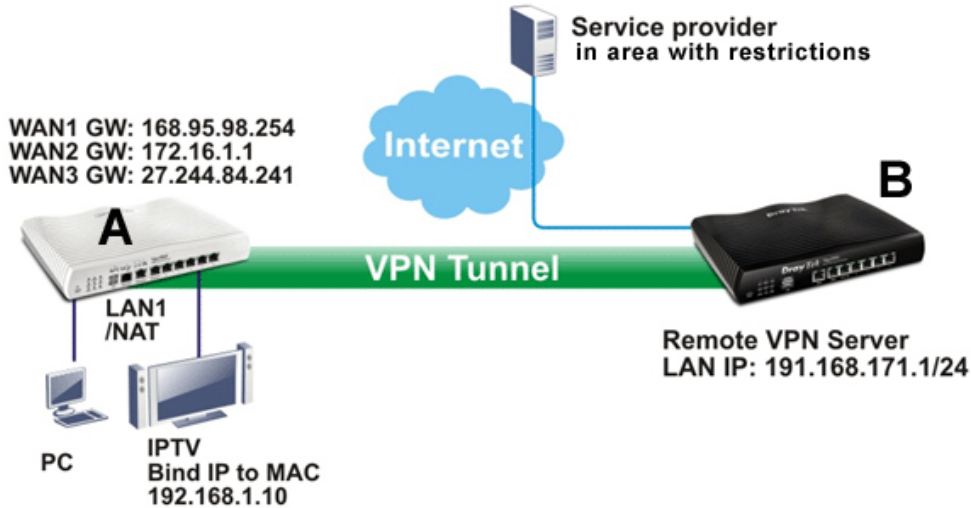 Service provider
in area with restrictions
WAN1 GW: 168.95.98.254
WAN2 GW: 172.16.1.1
WAN3 GW: 27.244.84.241
Internet
A
B
VPN Tunnel
DrayTek
LAN1
/NAT
Remote VPN Server
LAN IP: 191.168.171.1/24
PC
IPTV
Bind IP to MAC
192.168.1.10